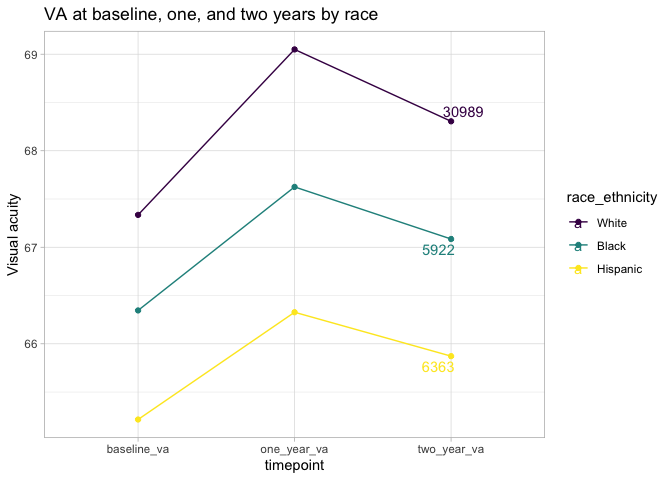 VA at baseline, one, and two years by race
69
68
67
66
Visual acuity
30989
5922
6363
baseline_va
one_year_va
two_year_va
timepoint
race_ethnicity
a White
a Black
a Hispanic